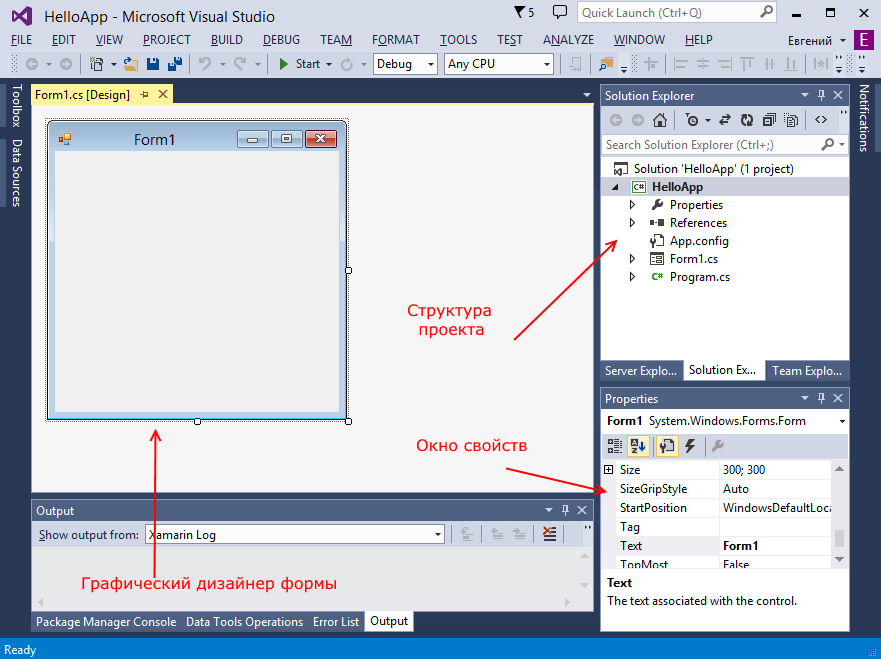 HelloApp - Microsoft Visual Studio
5
Quick Launch (Ctrl+Q)
FILE EDIT VIEW PROJECT BUILD DEBUG TEAM FORMAT TOOLS TEST ANALYZE WINDOW HELP
Евгений
E
Start
Debug
Any CPU
Toolbox
Data Sources
Form1.cs [Design]
Form1
Структура
проекта
Окно свойств
Графический дизайнер формы
Output
Show output from:
Xamarin Log
Package Manager Console Data Tools Operations Error List Output
Solution Explorer
Search Solution Explorer (Ctrl+;)
Solution 'HelloApp' (1 project)
C# HelloApp
Properties
References
App.config
Form1.cs
C# Program.cs
Server Explo... Solution Ex... Team Explo...
Properties
Form1 System.Windows.Forms.Form
Size 300; 300
SizeGripStyle Auto
StartPosition WindowsDefaultLoca
Tag
Text Form1
TopMost False
Text
The text associated with the control.
Notifications
Ready